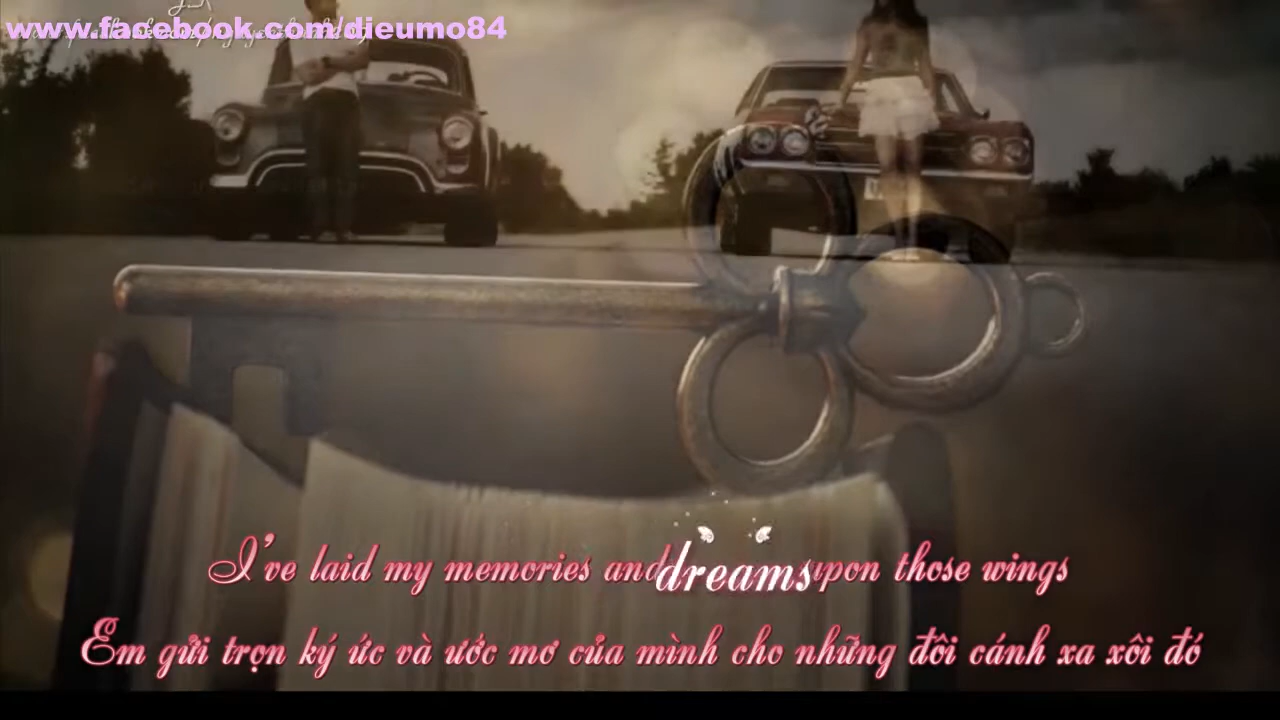 www.facebook.com/dieumo84
I've laid my memories and dreams upon those wings
Em gửi trọn ký ức và ước mơ của mình cho những đôi cánh xa xôi đó